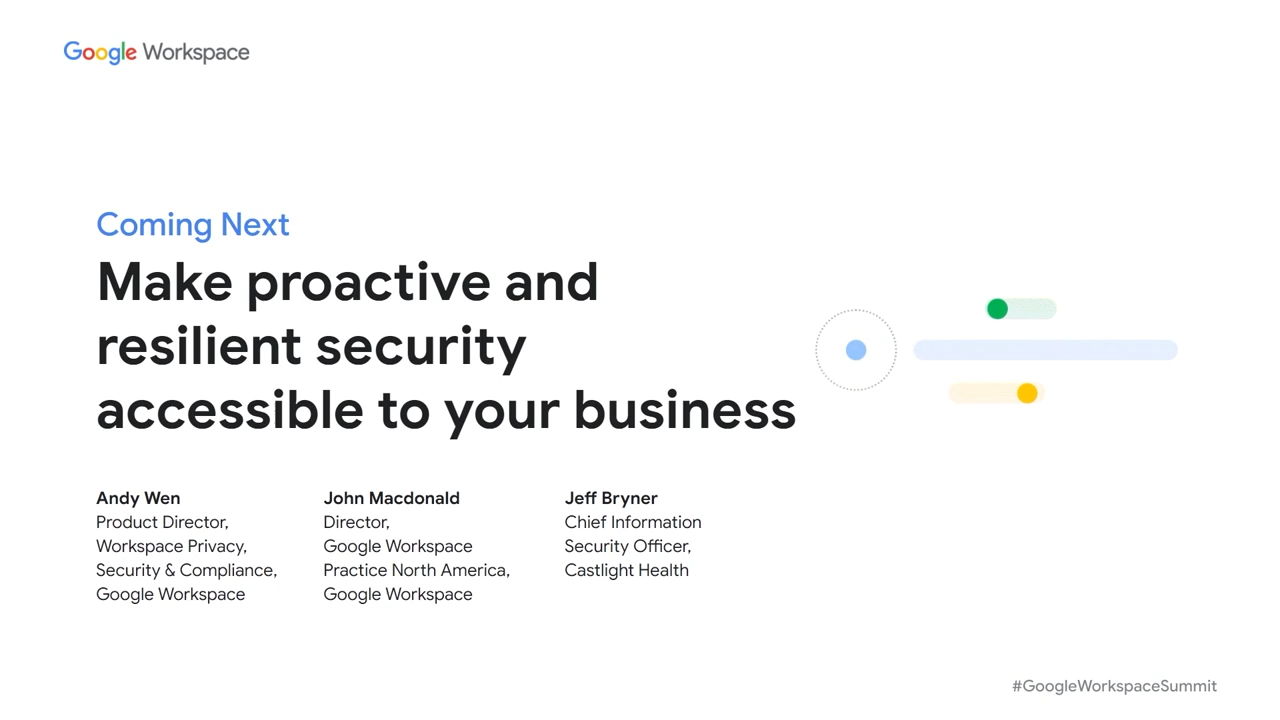 Google Workspace
Coming Next
Make proactive and
resilient security
accessible to your business
Andy Wen
Product Director,
Workspace Privacy,
Security & Compliance,
Google Workspace
John Macdonald
Director,
Google Workspace
Practice North America,
Google Workspace
Jeff Bryner
Chief Information
Security Officer,
Castlight Health
#GoogleWorkspaceSummit